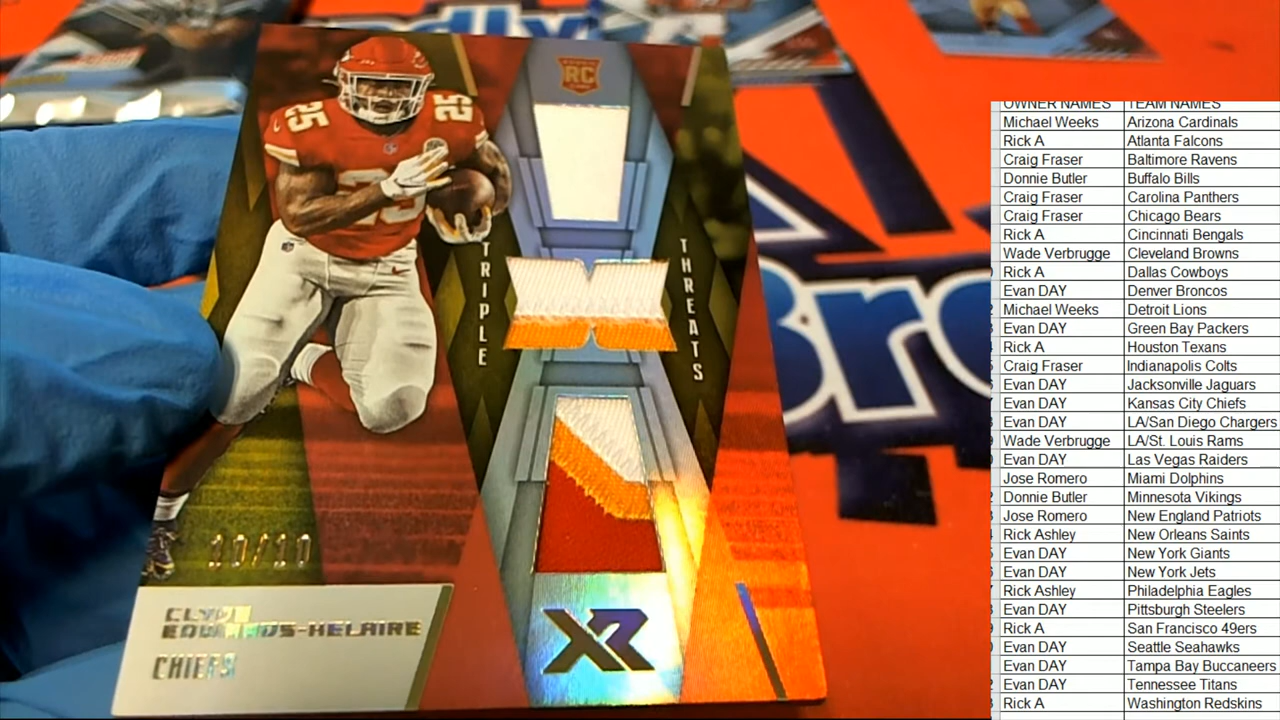 RC
25
25
25
TRIPLE
THREATS
10/10
CLYDE
EDWARDS-HELAIRE
CHIEFS
XR
OWNER NAMES TEAM NAMES
Michael Weeks Arizona Cardinals
Rick A Atlanta Falcons
Craig Fraser Baltimore Ravens
Donnie Butler Buffalo Bills
Craig Fraser Carolina Panthers
Craig Fraser Chicago Bears
Rick A Cincinnati Bengals
Wade Verbrugge Cleveland Browns
Rick A Dallas Cowboys
Evan DAY Denver Broncos
Michael Weeks Detroit Lions
Evan DAY Green Bay Packers
Rick A Houston Texans
Craig Fraser Indianapolis Colts
Evan DAY Jacksonville Jaguars
Evan DAY Kansas City Chiefs
Evan DAY LA/San Diego Chargers
Wade Verbrugge LA/St. Louis Rams
Evan DAY Las Vegas Raiders
Jose Romero Miami Dolphins
Donnie Butler Minnesota Vikings
Jose Romero New England Patriots
Rick Ashley New Orleans Saints
Evan DAY New York Giants
Evan DAY New York Jets
Rick Ashley Philadelphia Eagles
Evan DAY Pittsburgh Steelers
Rick A San Francisco 49ers
Evan DAY Seattle Seahawks
Evan DAY Tampa Bay Buccaneers
Evan DAY Tennessee Titans
Rick A Washington Redskins